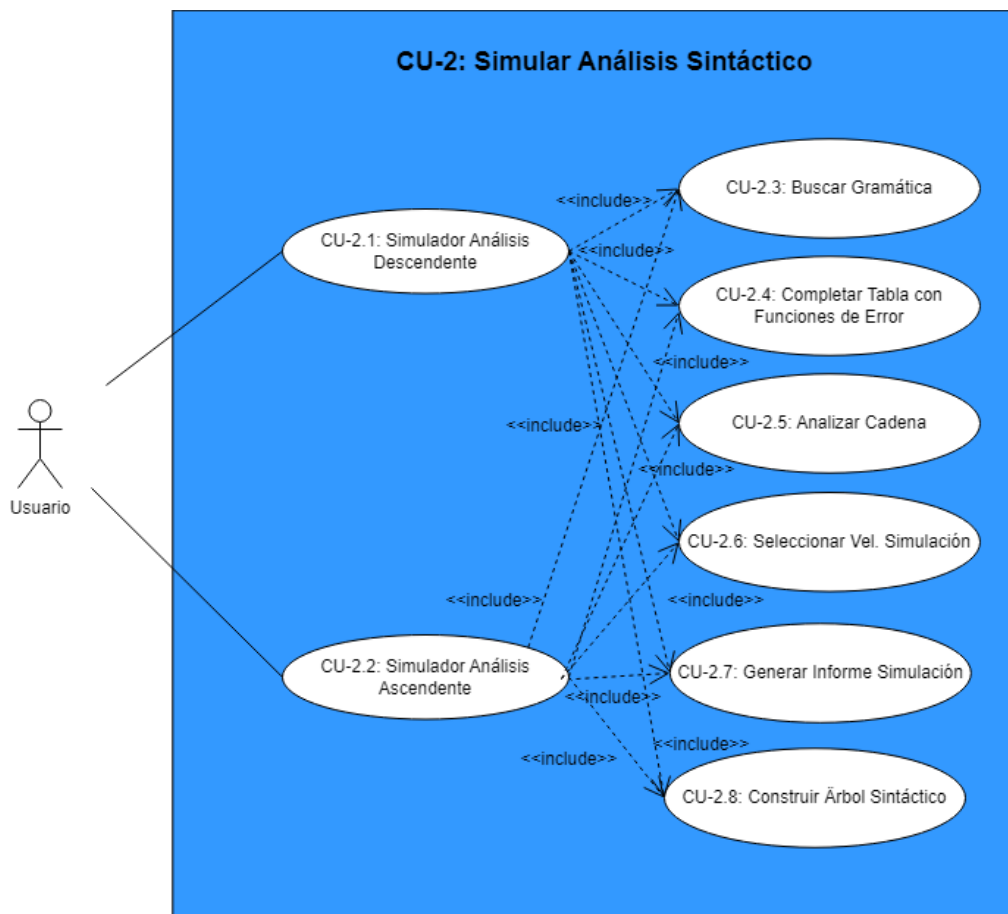 CU-2: Simular Análisis Sintáctico
CU-2.3: Buscar Gramática
<<include>>
CU-2.1: Simulador Análisis
Descendente
<<include>>
CU-2.4: Completar Tabla con
Funciones de Error
<<include>>
CU-2.5: Analizar Cadena
<<include>>
<<include>>
Usuario
CU-2.6: Seleccionar Vel. Simulación
<<include>>
<<include>>
CU-2.2: Simulador Análisis
Ascendente
CU-2.7: Generar Informe Simulación
<<include>>
<<include>>
<<include>>
CU-2.8: Construir Ärbol Sintáctico